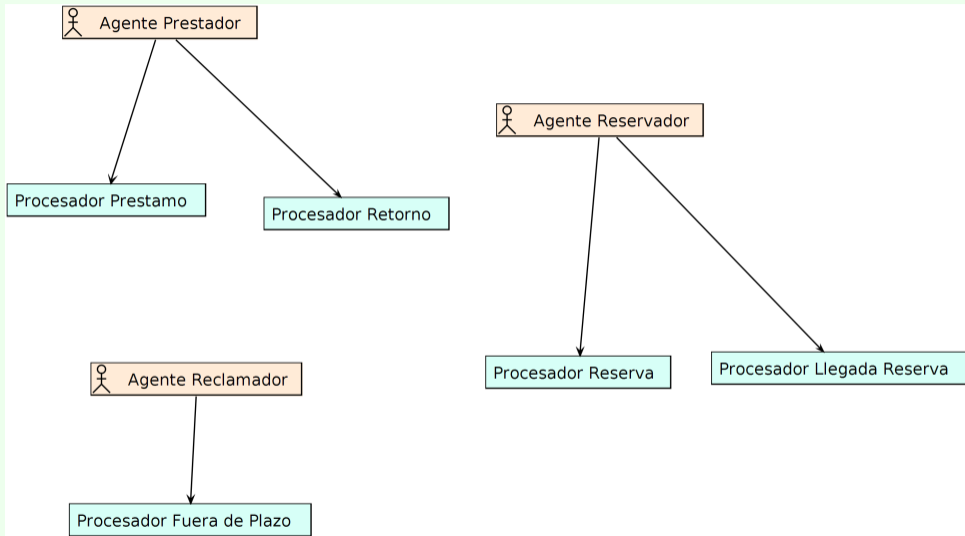 Agente Prestador
Agente Reservador
Procesador Prestamo
Procesador Retorno
Procesador Reserva
Procesador Llegada Reserva
Agente Reclamador
Procesador Fuera de Plazo